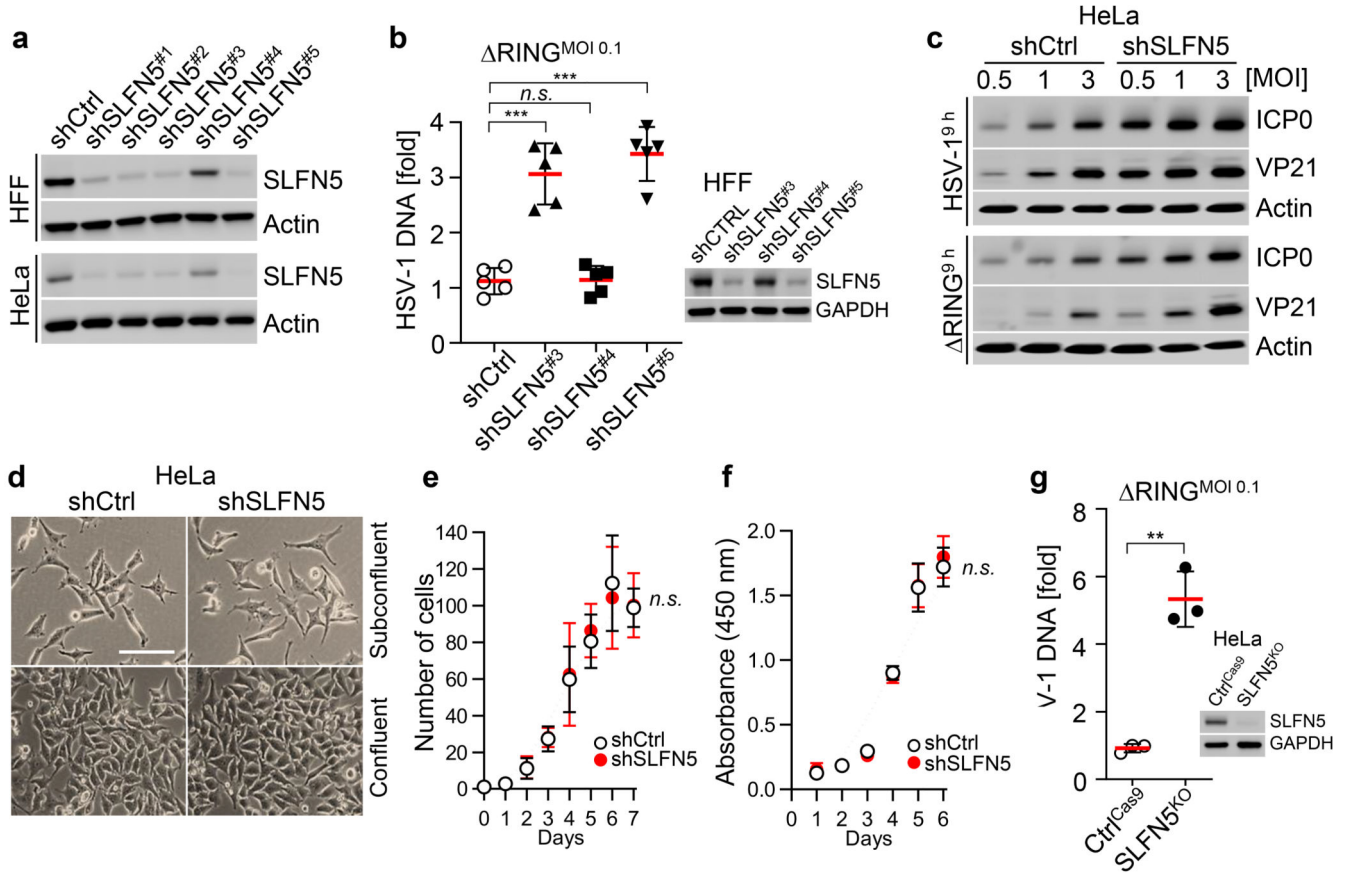 a
shCtrl
shSLFN5#1
shSLFN5#2
shSLFN5#3
shSLFN5#4
shSLFN5#5
HFF
SLFN5
Actin
HeLa
SLFN5
Actin
b
ΔRING MOI 0.1
***
n.s.
***
HSV-1 DNA [fold]
4
3
2
1
0
shCtrl
shSLFN5#3
shSLFN5#4
shSLFN5#5
HFF
shCTRL
shSLFN5#3
shSLFN5#4
shSLFN5#5
SLFN5
GAPDH
c
HeLa
shCtrl shSLFN5
0.5 1 3 0.5 1 3 [MOI]
HSV-1 9 h
ICP0
VP21
Actin
ΔRING 9 h
ICP0
VP21
Actin
d
HeLa
shCtrl shSLFN5
Subconfluent
Confluent
e
Number of cells
140
120
100
80
60
40
20
0
n.s.
shCtrl
shSLFN5
0 1 2 3 4 5 6 7
Days
f
Absorbance (450 nm)
2.0
1.5
1.0
0.5
0.0
n.s.
shCtrl
shSLFN5
0 1 2 3 4 5 6
Days
g
ΔRING MOI 0.1
**
V-1 DNA [fold]
8
6
4
2
0
Ctrl Cas9
SLFN5 KO
HeLa
Ctrl Cas9
SLFN5 KO
SLFN5
GAPDH